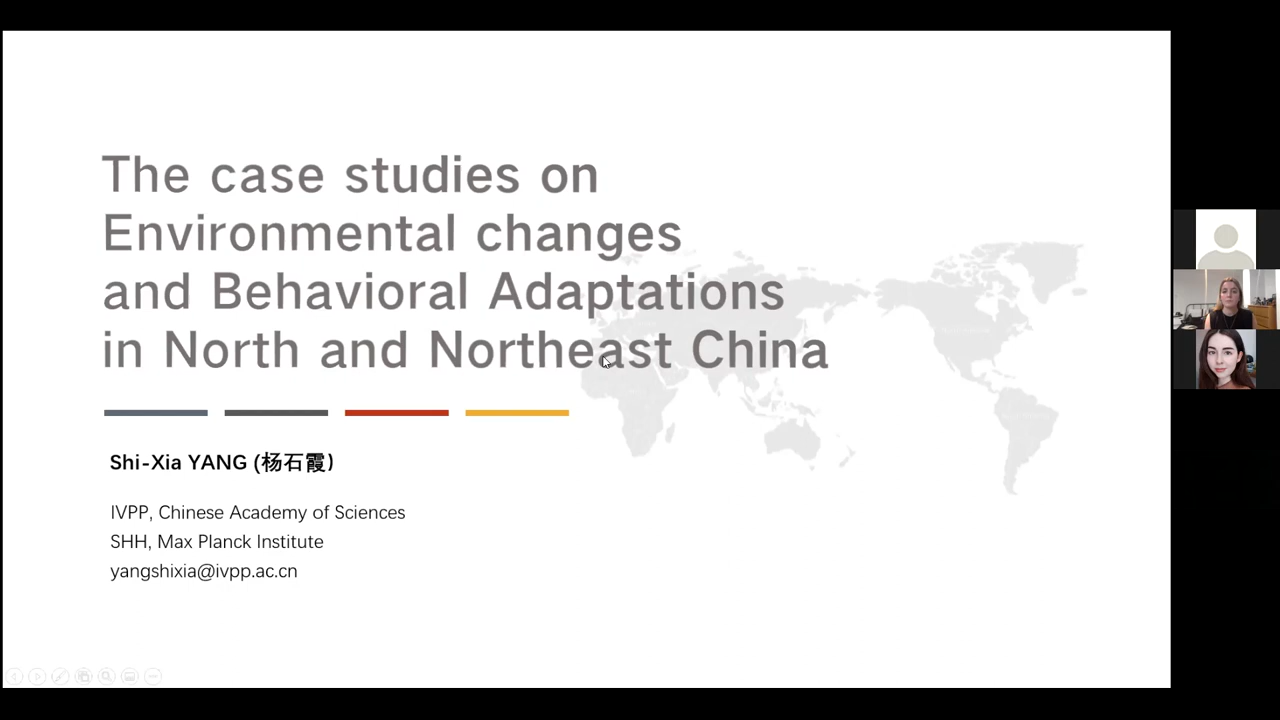 The case studies on
Environmental changes
and Behavioral Adaptations
in North and Northeast China
Shi-Xia YANG (杨石霞)
IVPP, Chinese Academy of Sciences
SHH, Max Planck Institute
yangshixia@ivpp.ac.cn